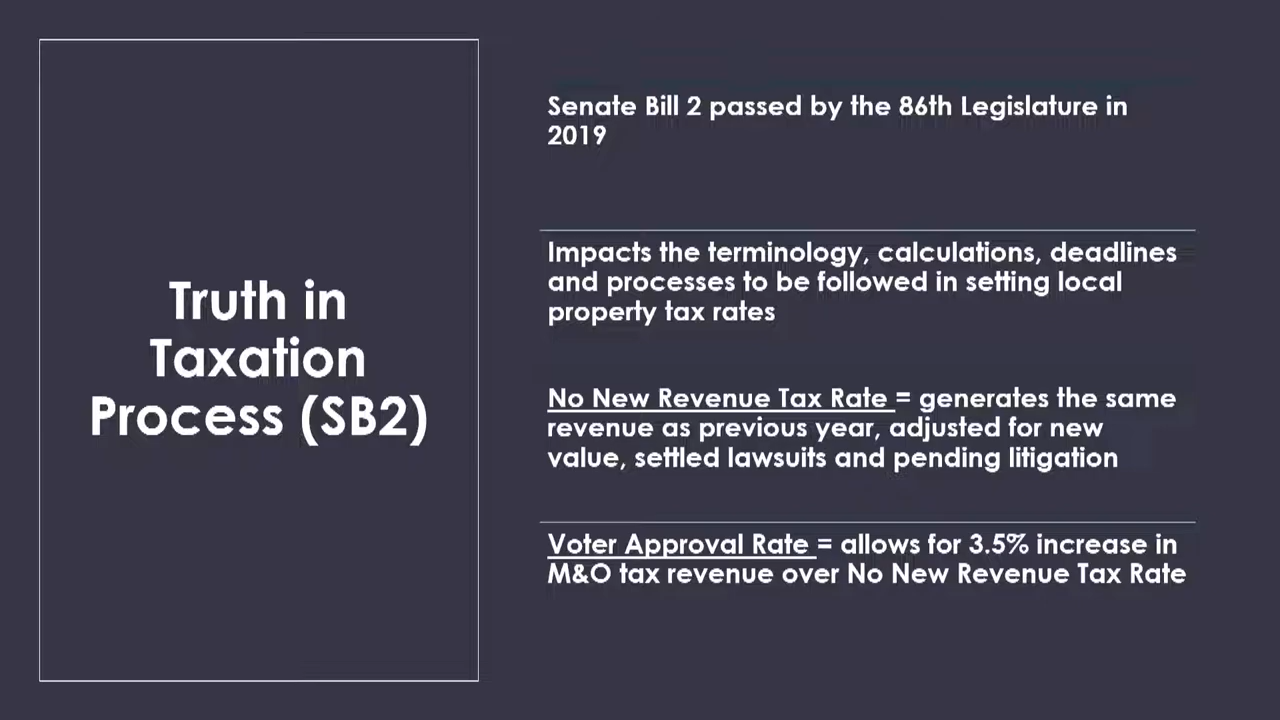 Truth in
Taxation
Process (SB2)
Senate Bill 2 passed by the 86th Legislature in
2019
Impacts the terminology, calculations, deadlines
and processes to be followed in setting local
property tax rates
No New Revenue Tax Rate = generates the same
revenue as previous year, adjusted for new
value, settled lawsuits and pending litigation
Voter Approval Rate = allows for 3.5% increase in
M&O tax revenue over No New Revenue Tax Rate